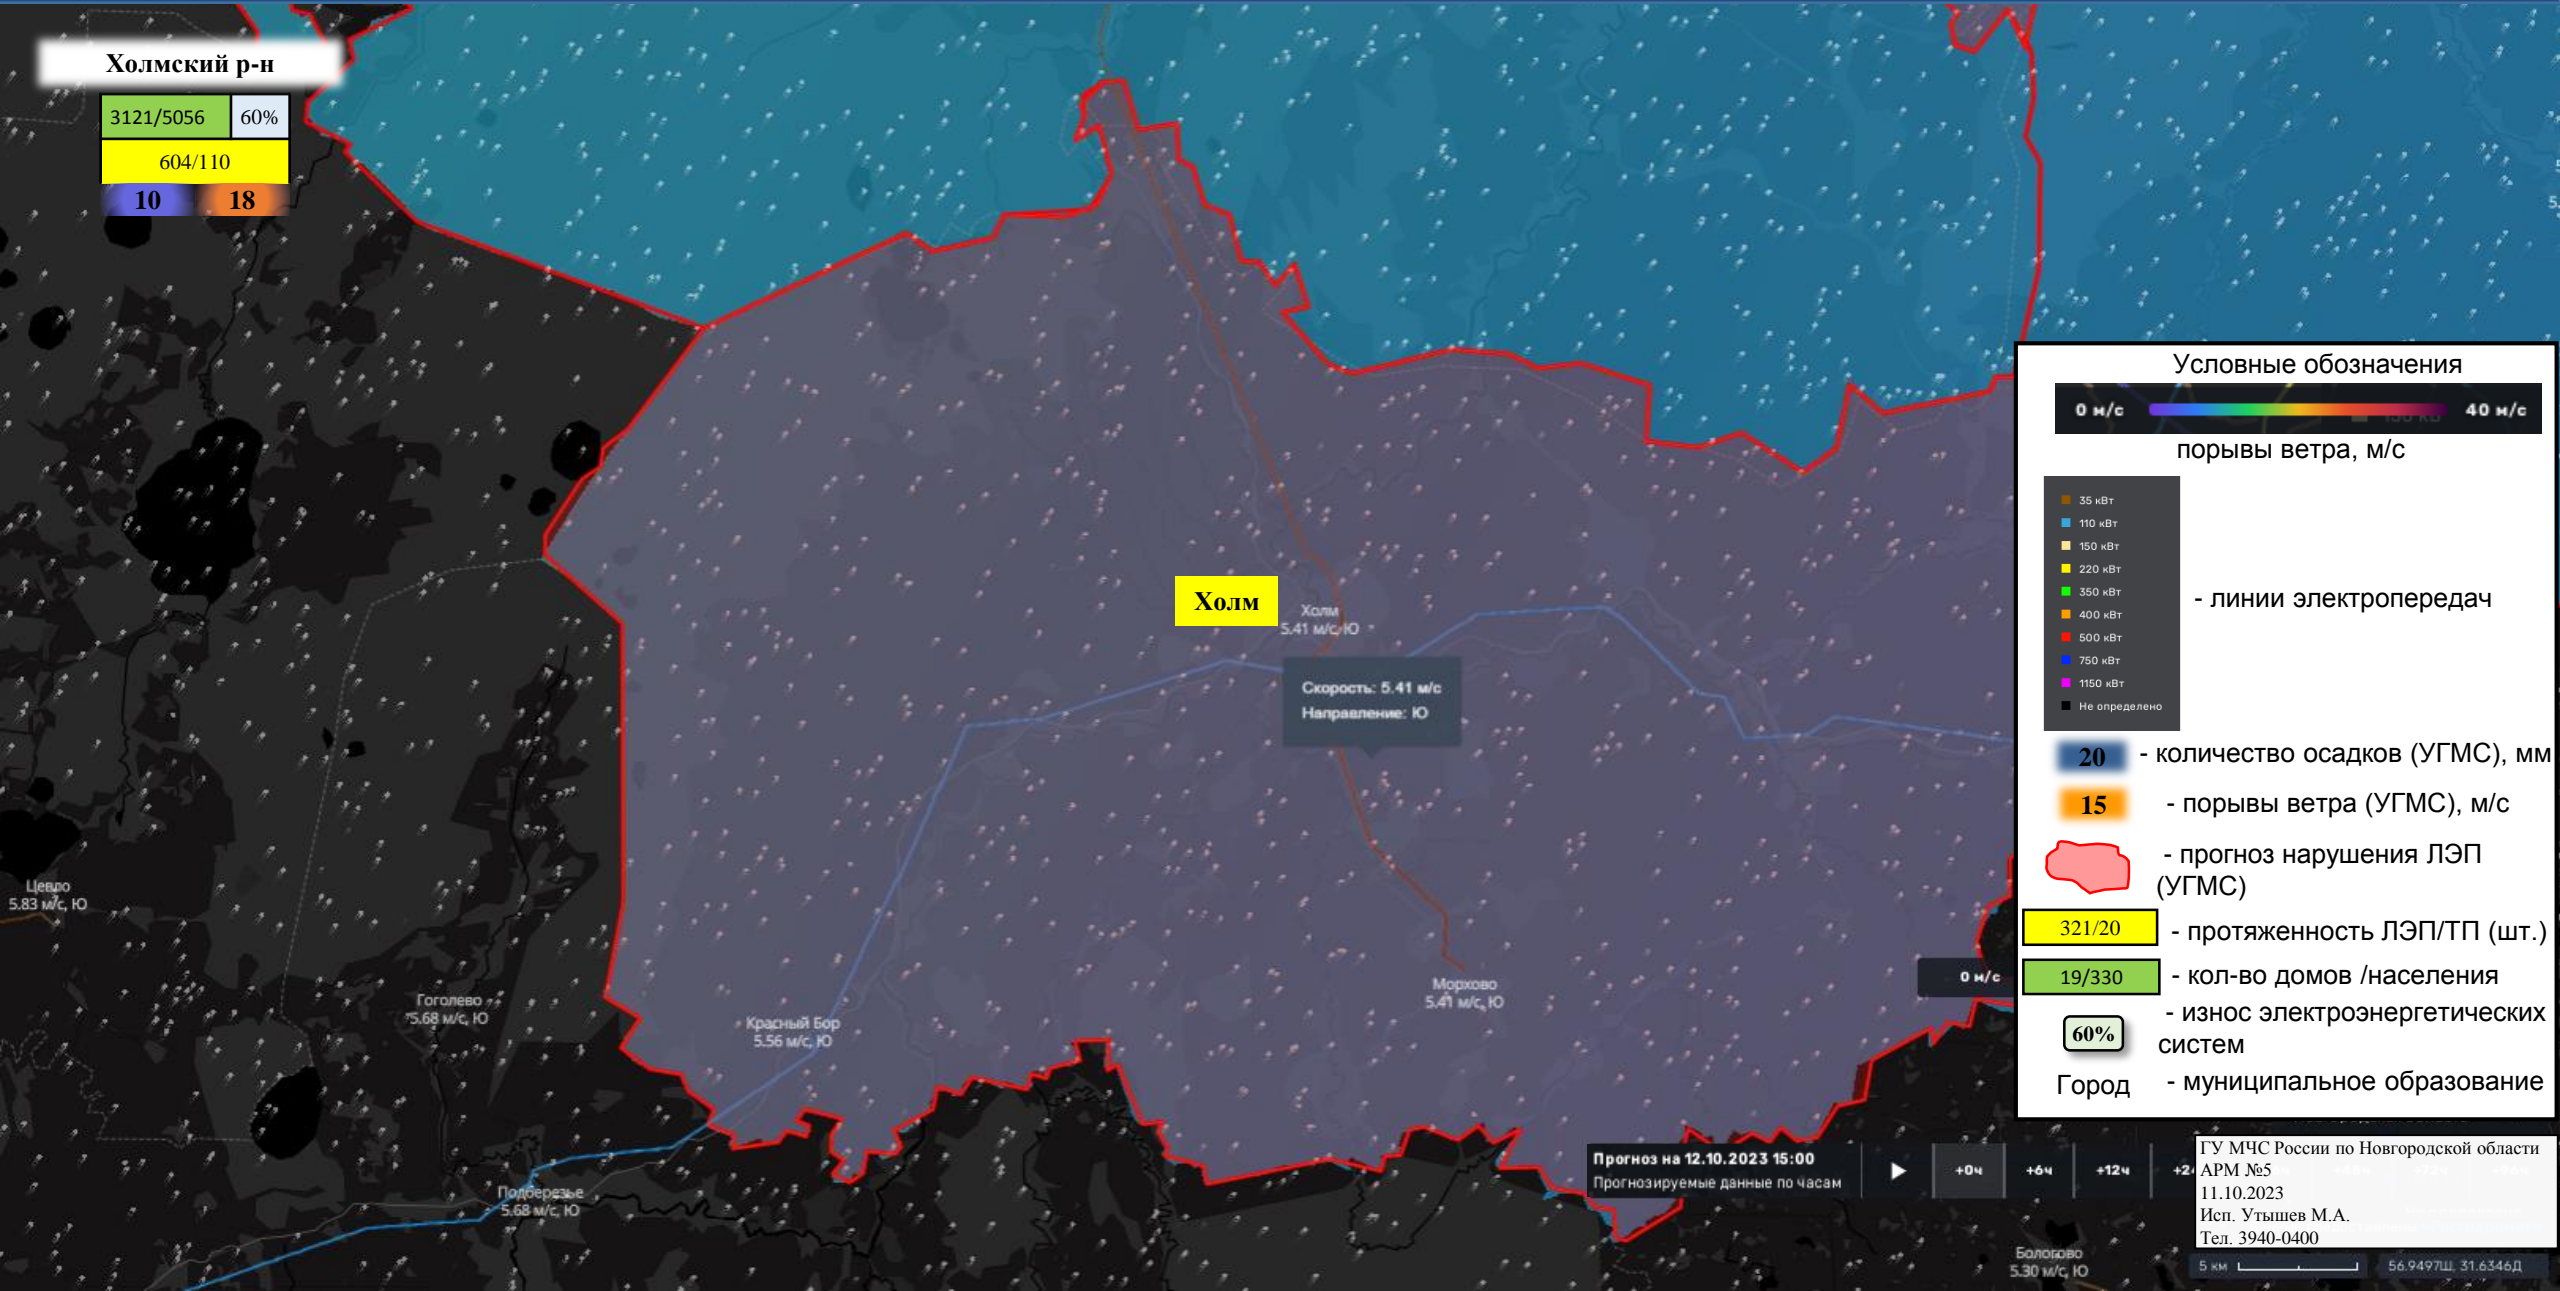 Холмский р-н
3121/5056 60%
604/110
10 18
Холм
Холм
5.41 м/с, Ю
Скорость: 5.41 м/с
Направление: Ю
Цевло
5.83 м/с, Ю
Гоголево
5.68 м/с, Ю
Красный Бор
5.56 м/с, Ю
Морхово
5.41 м/с, Ю
Подберезье
5.68 м/с, Ю
Бологово
5.30 м/с, Ю
0 м/с
Прогноз на 12.10.2023 15:00
Прогнозируемые данные по часам
+0ч +6ч +12ч
Условные обозначения
0 м/с 40 м/с
порывы ветра, м/с
35 кВт
110 кВт
150 кВт
220 кВт
350 кВт
400 кВт
500 кВт
750 кВт
1150 кВт
Не определено
- линии электропередач
20 - количество осадков (УГМС), мм
15 - порывы ветра (УГМС), м/с
- прогноз нарушения ЛЭП
(УГМС)
321/20 - протяженность ЛЭП/ТП (шт.)
19/330 - кол-во домов /населения
60% - износ электроэнергетических
систем
Город - муниципальное образование
ГУ МЧС России по Новгородской области
АРМ №5
11.10.2023
Исп. Утышев М.А.
Тел. 3940-0400
5 км 56.9497Ш, 31.6346Д